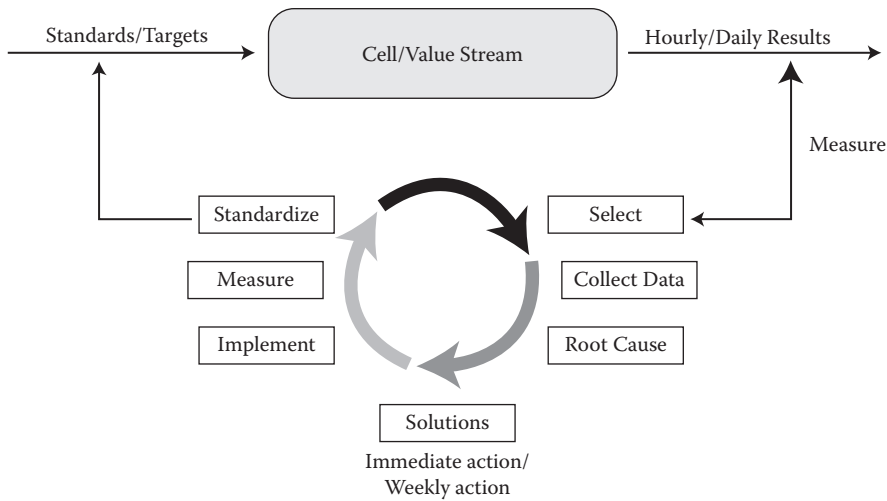 Standards/Targets
Cell/Value Stream
Hourly/Daily Results
Measure
Standardize
Select
Measure
Collect Data
Implement
Root Cause
Solutions
Immediate action/
Weekly action